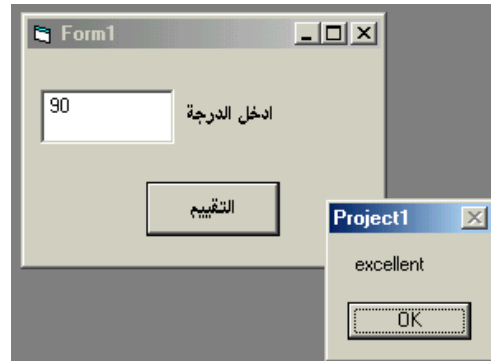 Form1
90
ادخل الدرجة
التقييم
Project1
excellent
OK